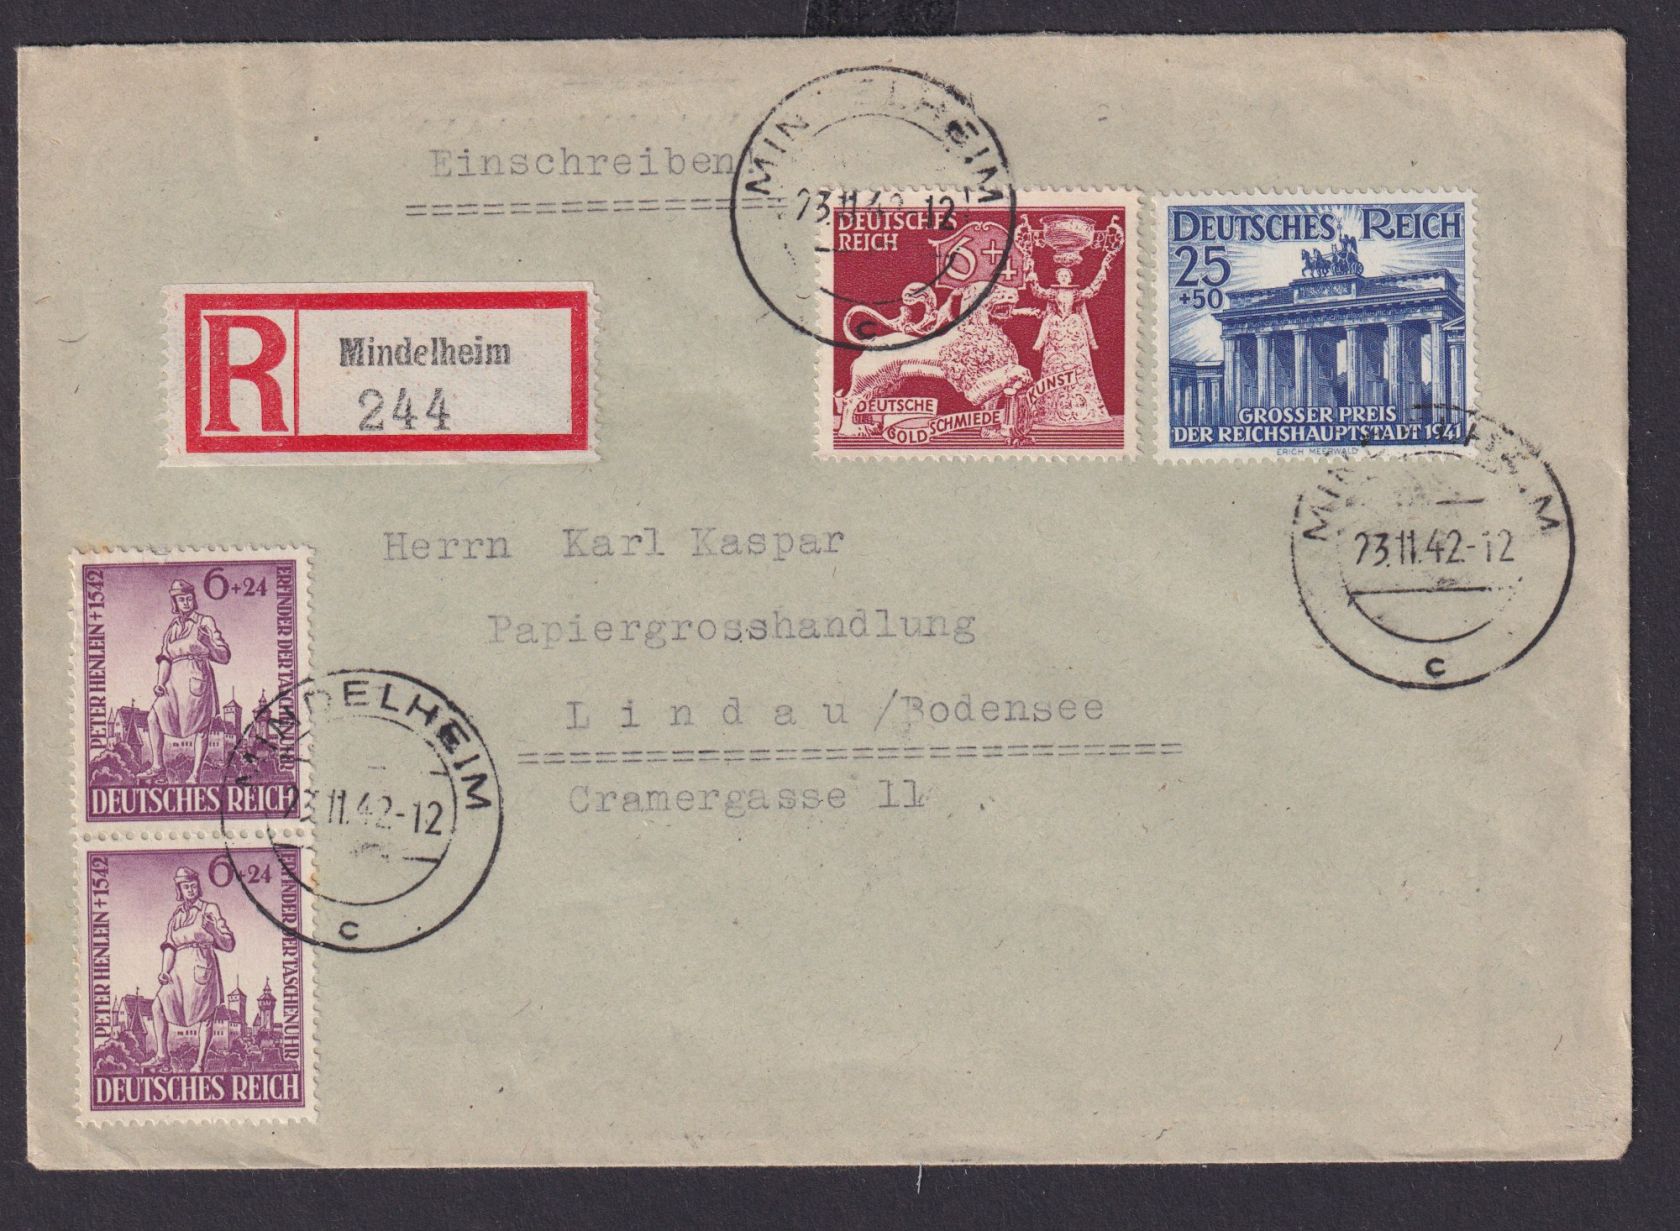 Einschreiben
MINDELHEIM
23.11.42-12
c
DEUTSCHES
REICH
6+4
DEUTSCHE
GOLDSCHMIEDE
KUNST
DEUTSCHES REICH
25
+50
GROSSER PREIS
DER REICHSHAUPTSTADT 1941
ERICH MEERWALD
R
Mindelheim
244
MINDELHEIM
23.11.42-12
c
Herrn Karl Kaspar
Papiergrosshandlung
Lindau/Bodensee
Cramergasse 11
6+24
PETER HENLEIN + 1542
ERFINDER DER TASCHENUHR
DEUTSCHES REICH
MINDELHEIM
23.11.42-12
c
6+24
PETER HENLEIN + 1542
ERFINDER DER TASCHENUHR
DEUTSCHES REICH